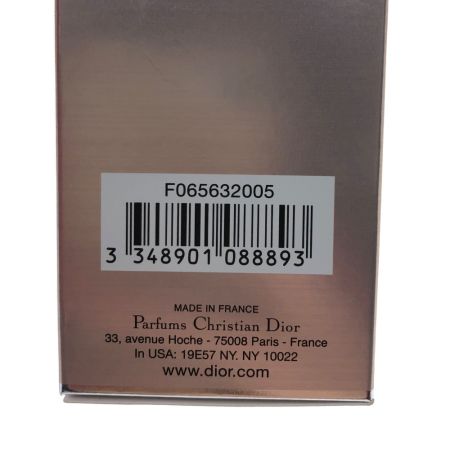 F065632005
3 348901 088893
MADE IN FRANCE
Parfums Christian Dior
33, avenue Hoche - 75008 Paris - France
In USA: 19E57 NY. NY 10022
www.dior.com